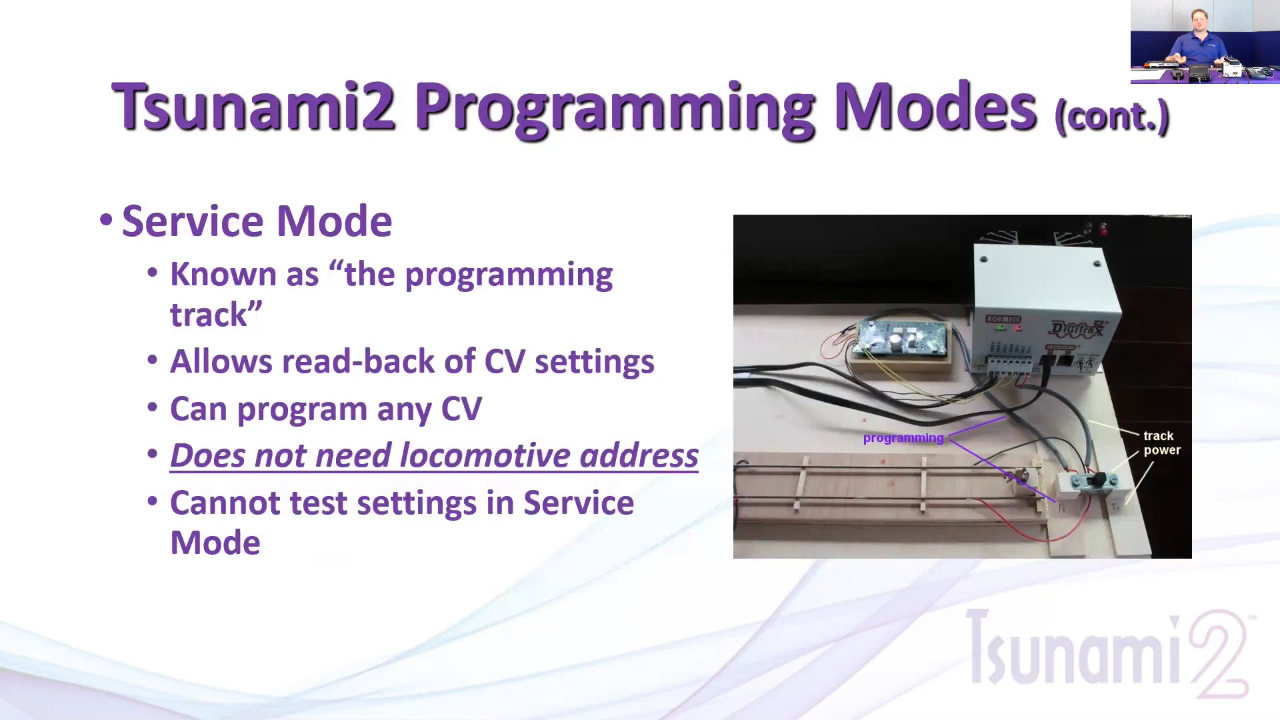 Tsunami2 Programming Modes (cont.)
• Service Mode
• Known as “the programming
track”
• Allows read-back of CV settings
• Can program any CV
• Does not need locomotive address
• Cannot test settings in Service
Mode
DIGITRAX
programming
track
power
Tsunami2™